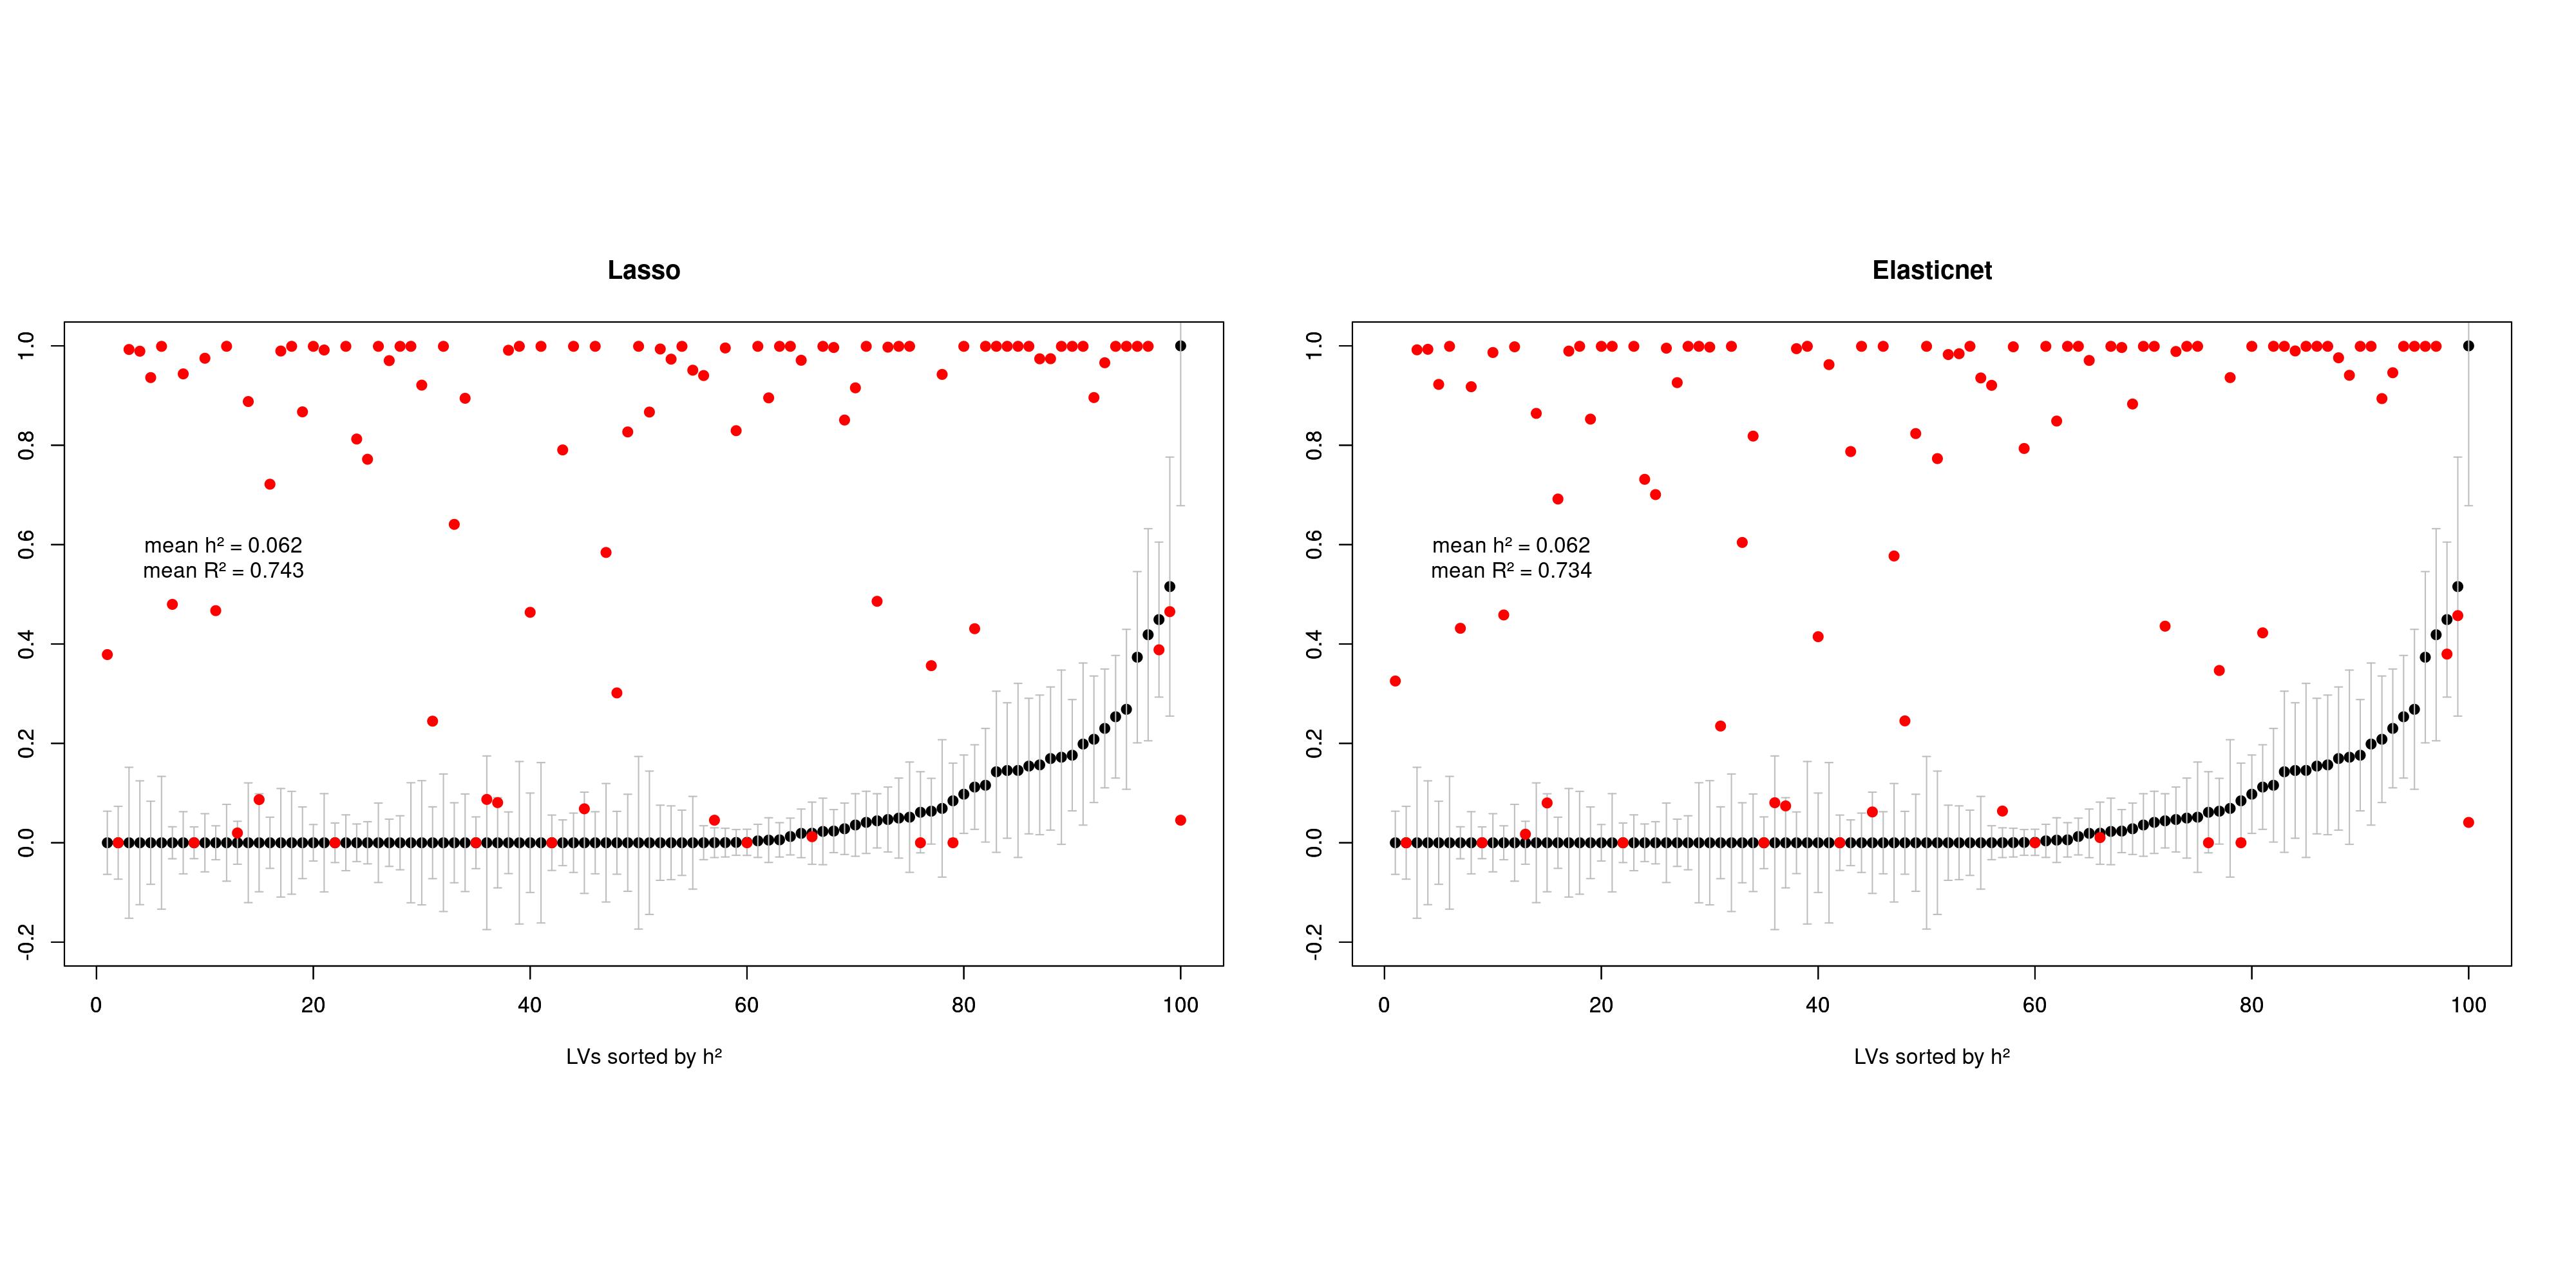 Lasso
1.0
0.8
0.6
0.4
0.2
0.0
-0.2
mean h² = 0.062
mean R² = 0.743
0 20 40 60 80 100
LVs sorted by h²
Elasticnet
1.0
0.8
0.6
0.4
0.2
0.0
-0.2
mean h² = 0.062
mean R² = 0.734
0 20 40 60 80 100
LVs sorted by h²